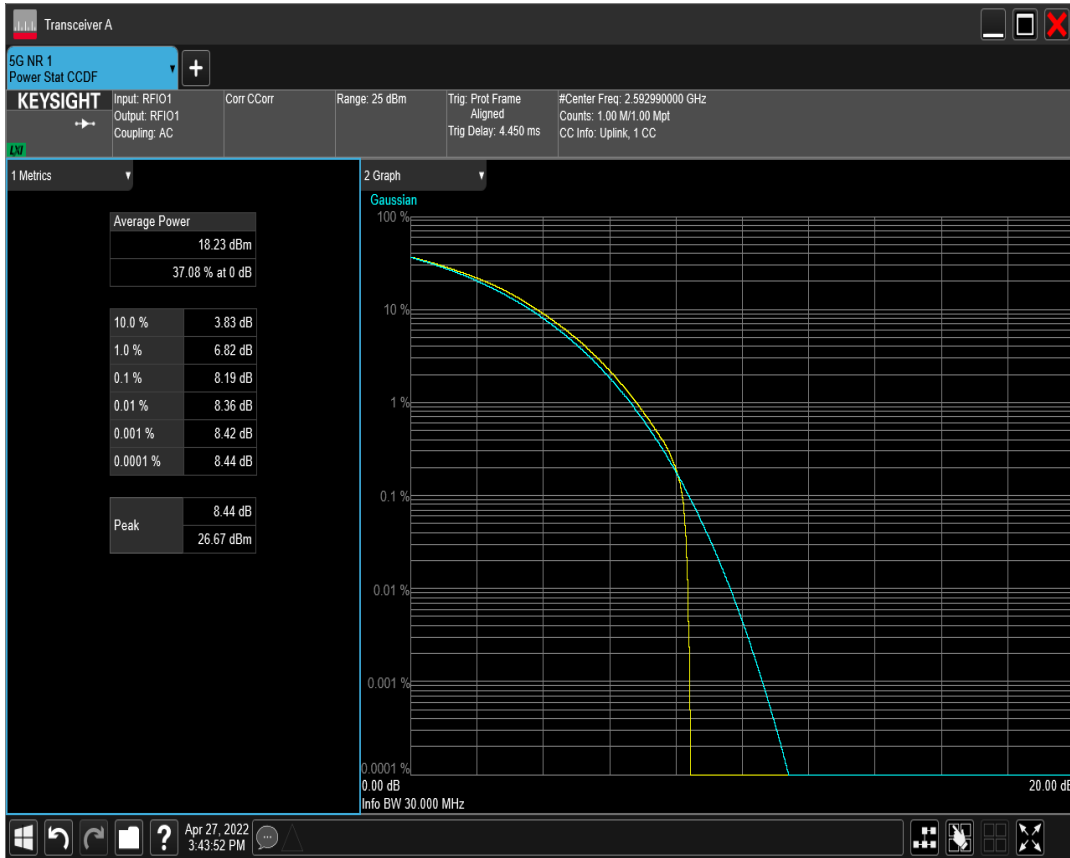 Transceiver A
5G NR 1
Power Stat CCDF
+
KEYSIGHT
LXI
Input: RFIO1
Output: RFIO1
Coupling: AC
Corr CCorr
Range: 25 dBm
Trig: Prot Frame
Aligned
Trig Delay: 4.450 ms
#Center Freq: 2.592990000 GHz
Counts: 1.00 M/1.00 Mpt
CC Info: Uplink, 1 CC
1 Metrics
Average Power
18.23 dBm
37.08 % at 0 dB
10.0 % 3.83 dB
1.0 % 6.82 dB
0.1 % 8.19 dB
0.01 % 8.36 dB
0.001 % 8.42 dB
0.0001 % 8.44 dB
Peak
8.44 dB
26.67 dBm
2 Graph
Gaussian
100 %
10 %
1 %
0.1 %
0.01 %
0.001 %
0.0001 %
0.00 dB 20.00 dB
Info BW 30.000 MHz
?
Apr 27, 2022
3:43:52 PM